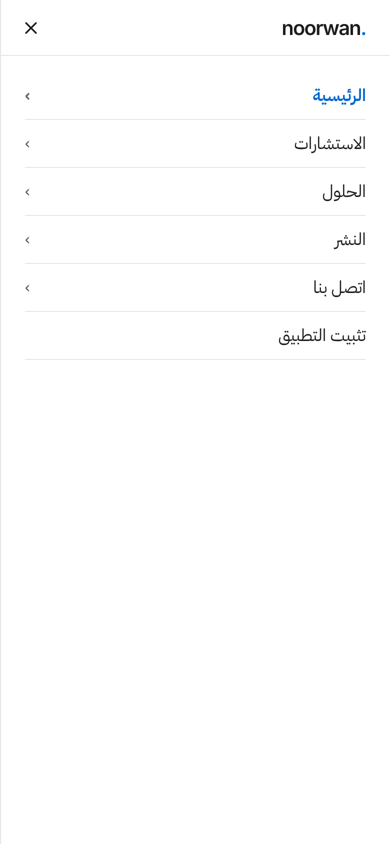 noorwan.
الرئيسية
الاستشارات
الحلول
النشر
اتصل بنا
تثبيت التطبيق